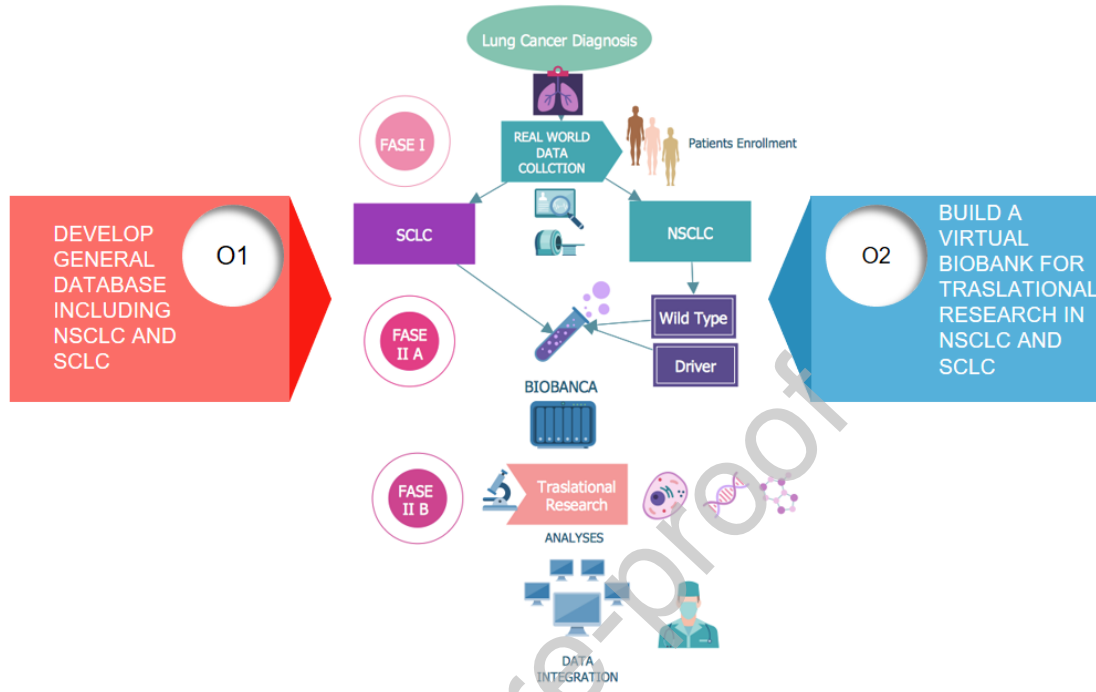 Lung Cancer Diagnosis
FASE I
REAL WORLD
DATA
COLLCTION
Patients Enrollment
DEVELOP
GENERAL
DATABASE
INCLUDING
NSCLC AND
SCLC
O1
SCLC
NSCLC
O2
BUILD A
VIRTUAL
BIOBANK FOR
TRASLATIONAL
RESEARCH IN
NSCLC AND
SCLC
Wild Type
Driver
FASE
II A
BIOBANCA
FASE
II B
Traslational
Research
ANALYSES
DATA
INTEGRATION
e-proof